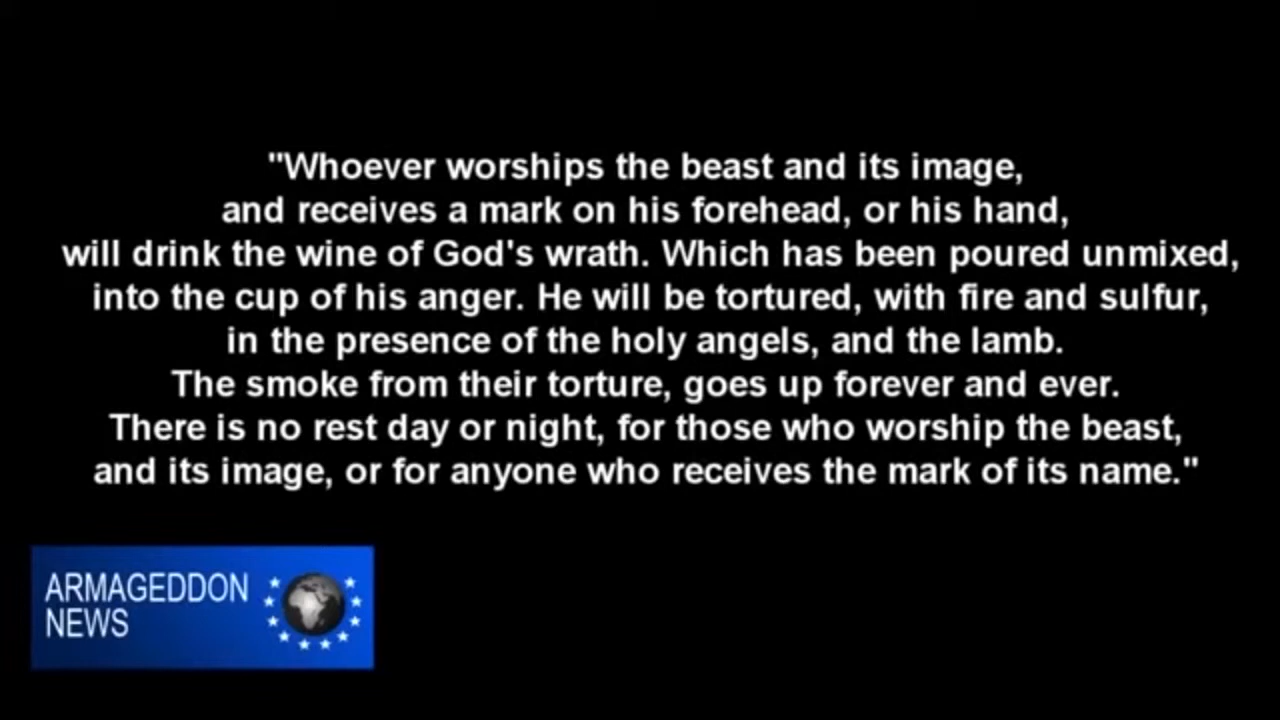 "Whoever worships the beast and its image,
and receives a mark on his forehead, or his hand,
will drink the wine of God's wrath. Which has been poured unmixed,
into the cup of his anger. He will be tortured, with fire and sulfur,
in the presence of the holy angels, and the lamb.
The smoke from their torture, goes up forever and ever.
There is no rest day or night, for those who worship the beast,
and its image, or for anyone who receives the mark of its name."
ARMAGEDDON
NEWS